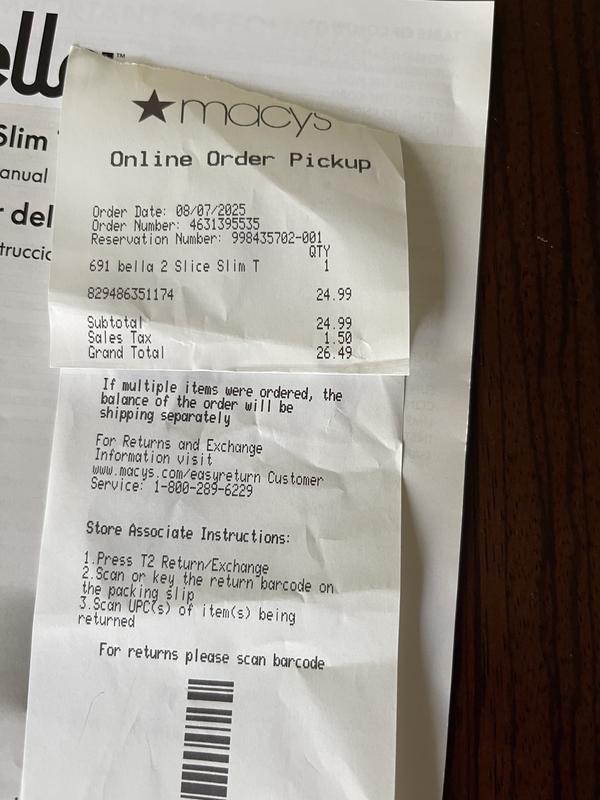 Slim
anual
del
trucci
macys
Online Order Pickup
Order Date: 08/07/2025
Order Number: 4631395535
Reservation Number: 998435702-001
QTY
691 bella 2 Slice Slim T 1
829486351174 24.99
Subtotal 24.99
Sales Tax 1.50
Grand Total 26.49
If multiple items were ordered, the
balance of the order will be
shipping separately
For Returns and Exchange
Information visit
www.macys.com/easyreturn Customer
Service: 1-800-289-6229
Store Associate Instructions:
1.Press T2 Return/Exchange
2.Scan or key the return barcode on
the packing slip
3.Scan UPC(s) of item(s) being
returned
For returns please scan barcode